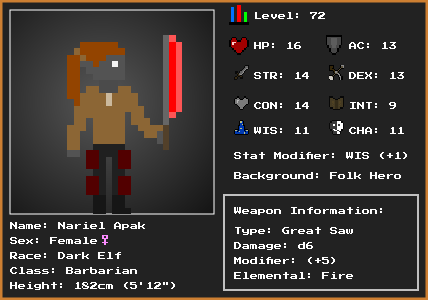 Level: 72
HP: 16 AC: 13
STR: 14 DEX: 13
CON: 14 INT: 9
WIS: 11 CHA: 11
Stat Modifier: WIS (+1)
Background: Folk Hero
Name: Nariel Apak
Sex: Female♀
Race: Dark Elf
Class: Barbarian
Height: 182cm (5'12")
Weapon Information:
Type: Great Saw
Damage: d6
Modifier: (+5)
Elemental: Fire